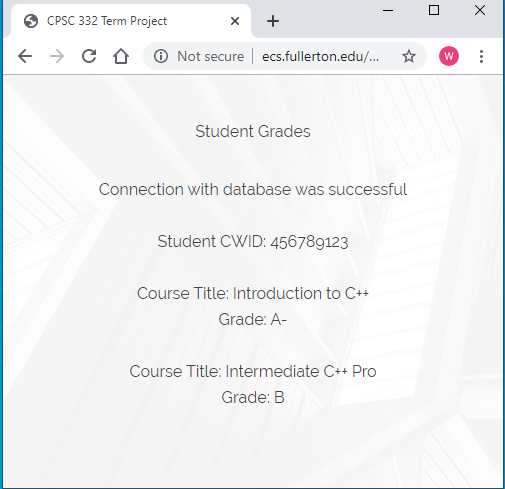 CPSC 332 Term Project
Not secure
ecs.fullerton.edu/...
W
Student Grades
Connection with database was successful
Student CWID: 456789123
Course Title: Introduction to C++
Grade: A-
Course Title: Intermediate C++ Pro
Grade: B